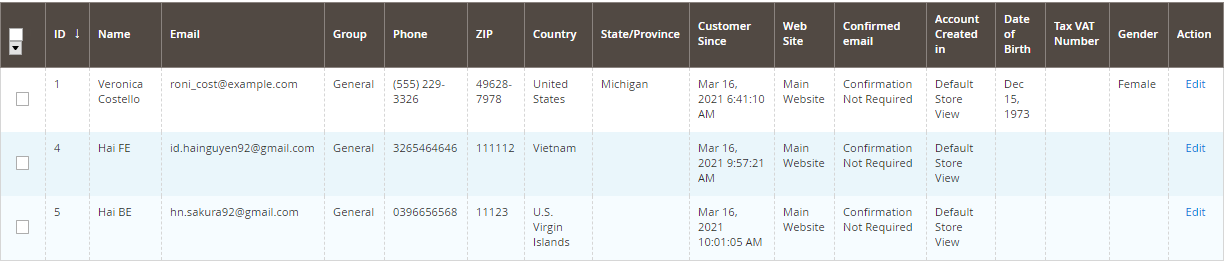 ID ↓ Name Email Group Phone ZIP Country State/Province Customer Since Web Site Confirmed email Account Created in Date of Birth Tax VAT Number Gender Action
1 Veronica Costello roni_cost@example.com General (555) 229-3326 49628-7978 United States Michigan Mar 16, 2021 6:41:10 AM Main Website Confirmation Not Required Default Store View Dec 15, 1973 Female Edit
4 Hai FE id.hainguyen92@gmail.com General 3265464646 111112 Vietnam Mar 16, 2021 9:57:21 AM Main Website Confirmation Not Required Default Store View Edit
5 Hai BE hn.sakura92@gmail.com General 0396656568 11123 U.S. Virgin Islands Mar 16, 2021 10:01:05 AM Main Website Confirmation Not Required Default Store View Edit